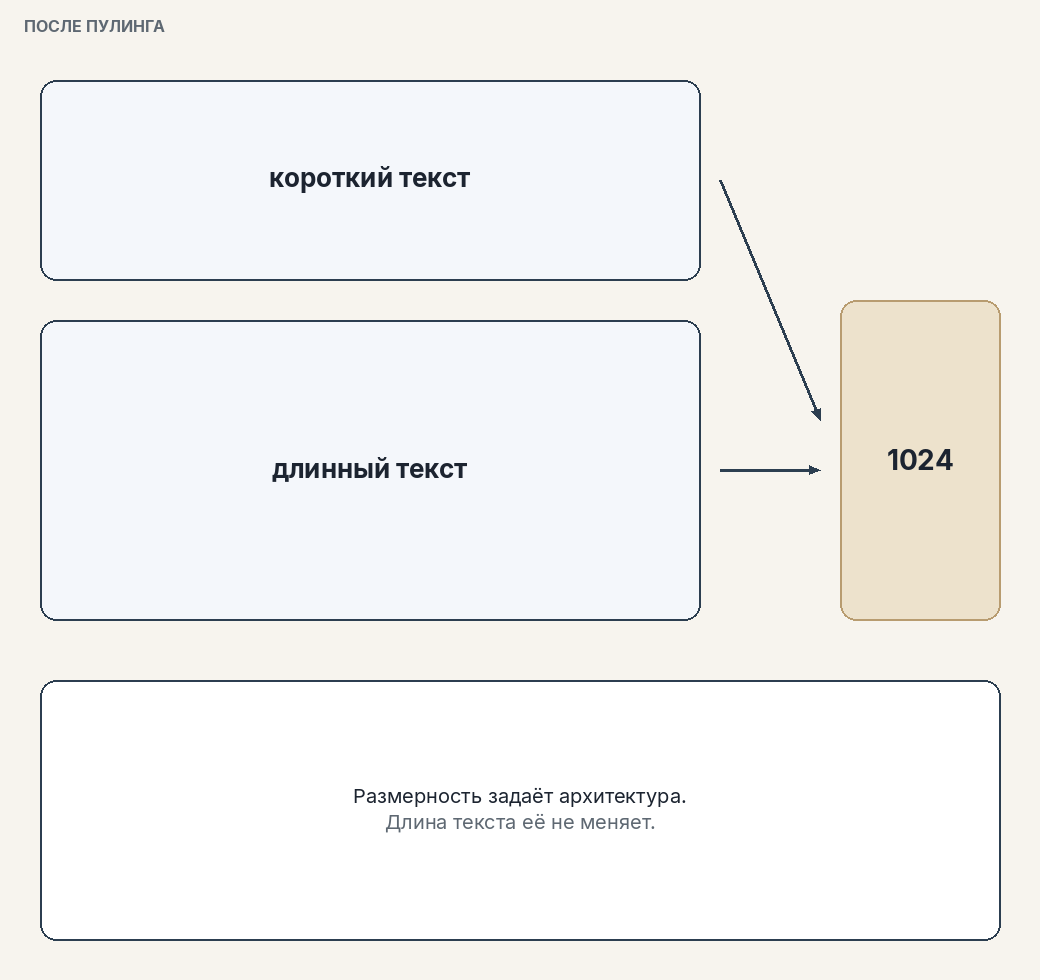 ПОСЛЕ ПУЛИНГА
короткий текст
длинный текст
1024
Размерность задаёт архитектура.
Длина текста её не меняет.